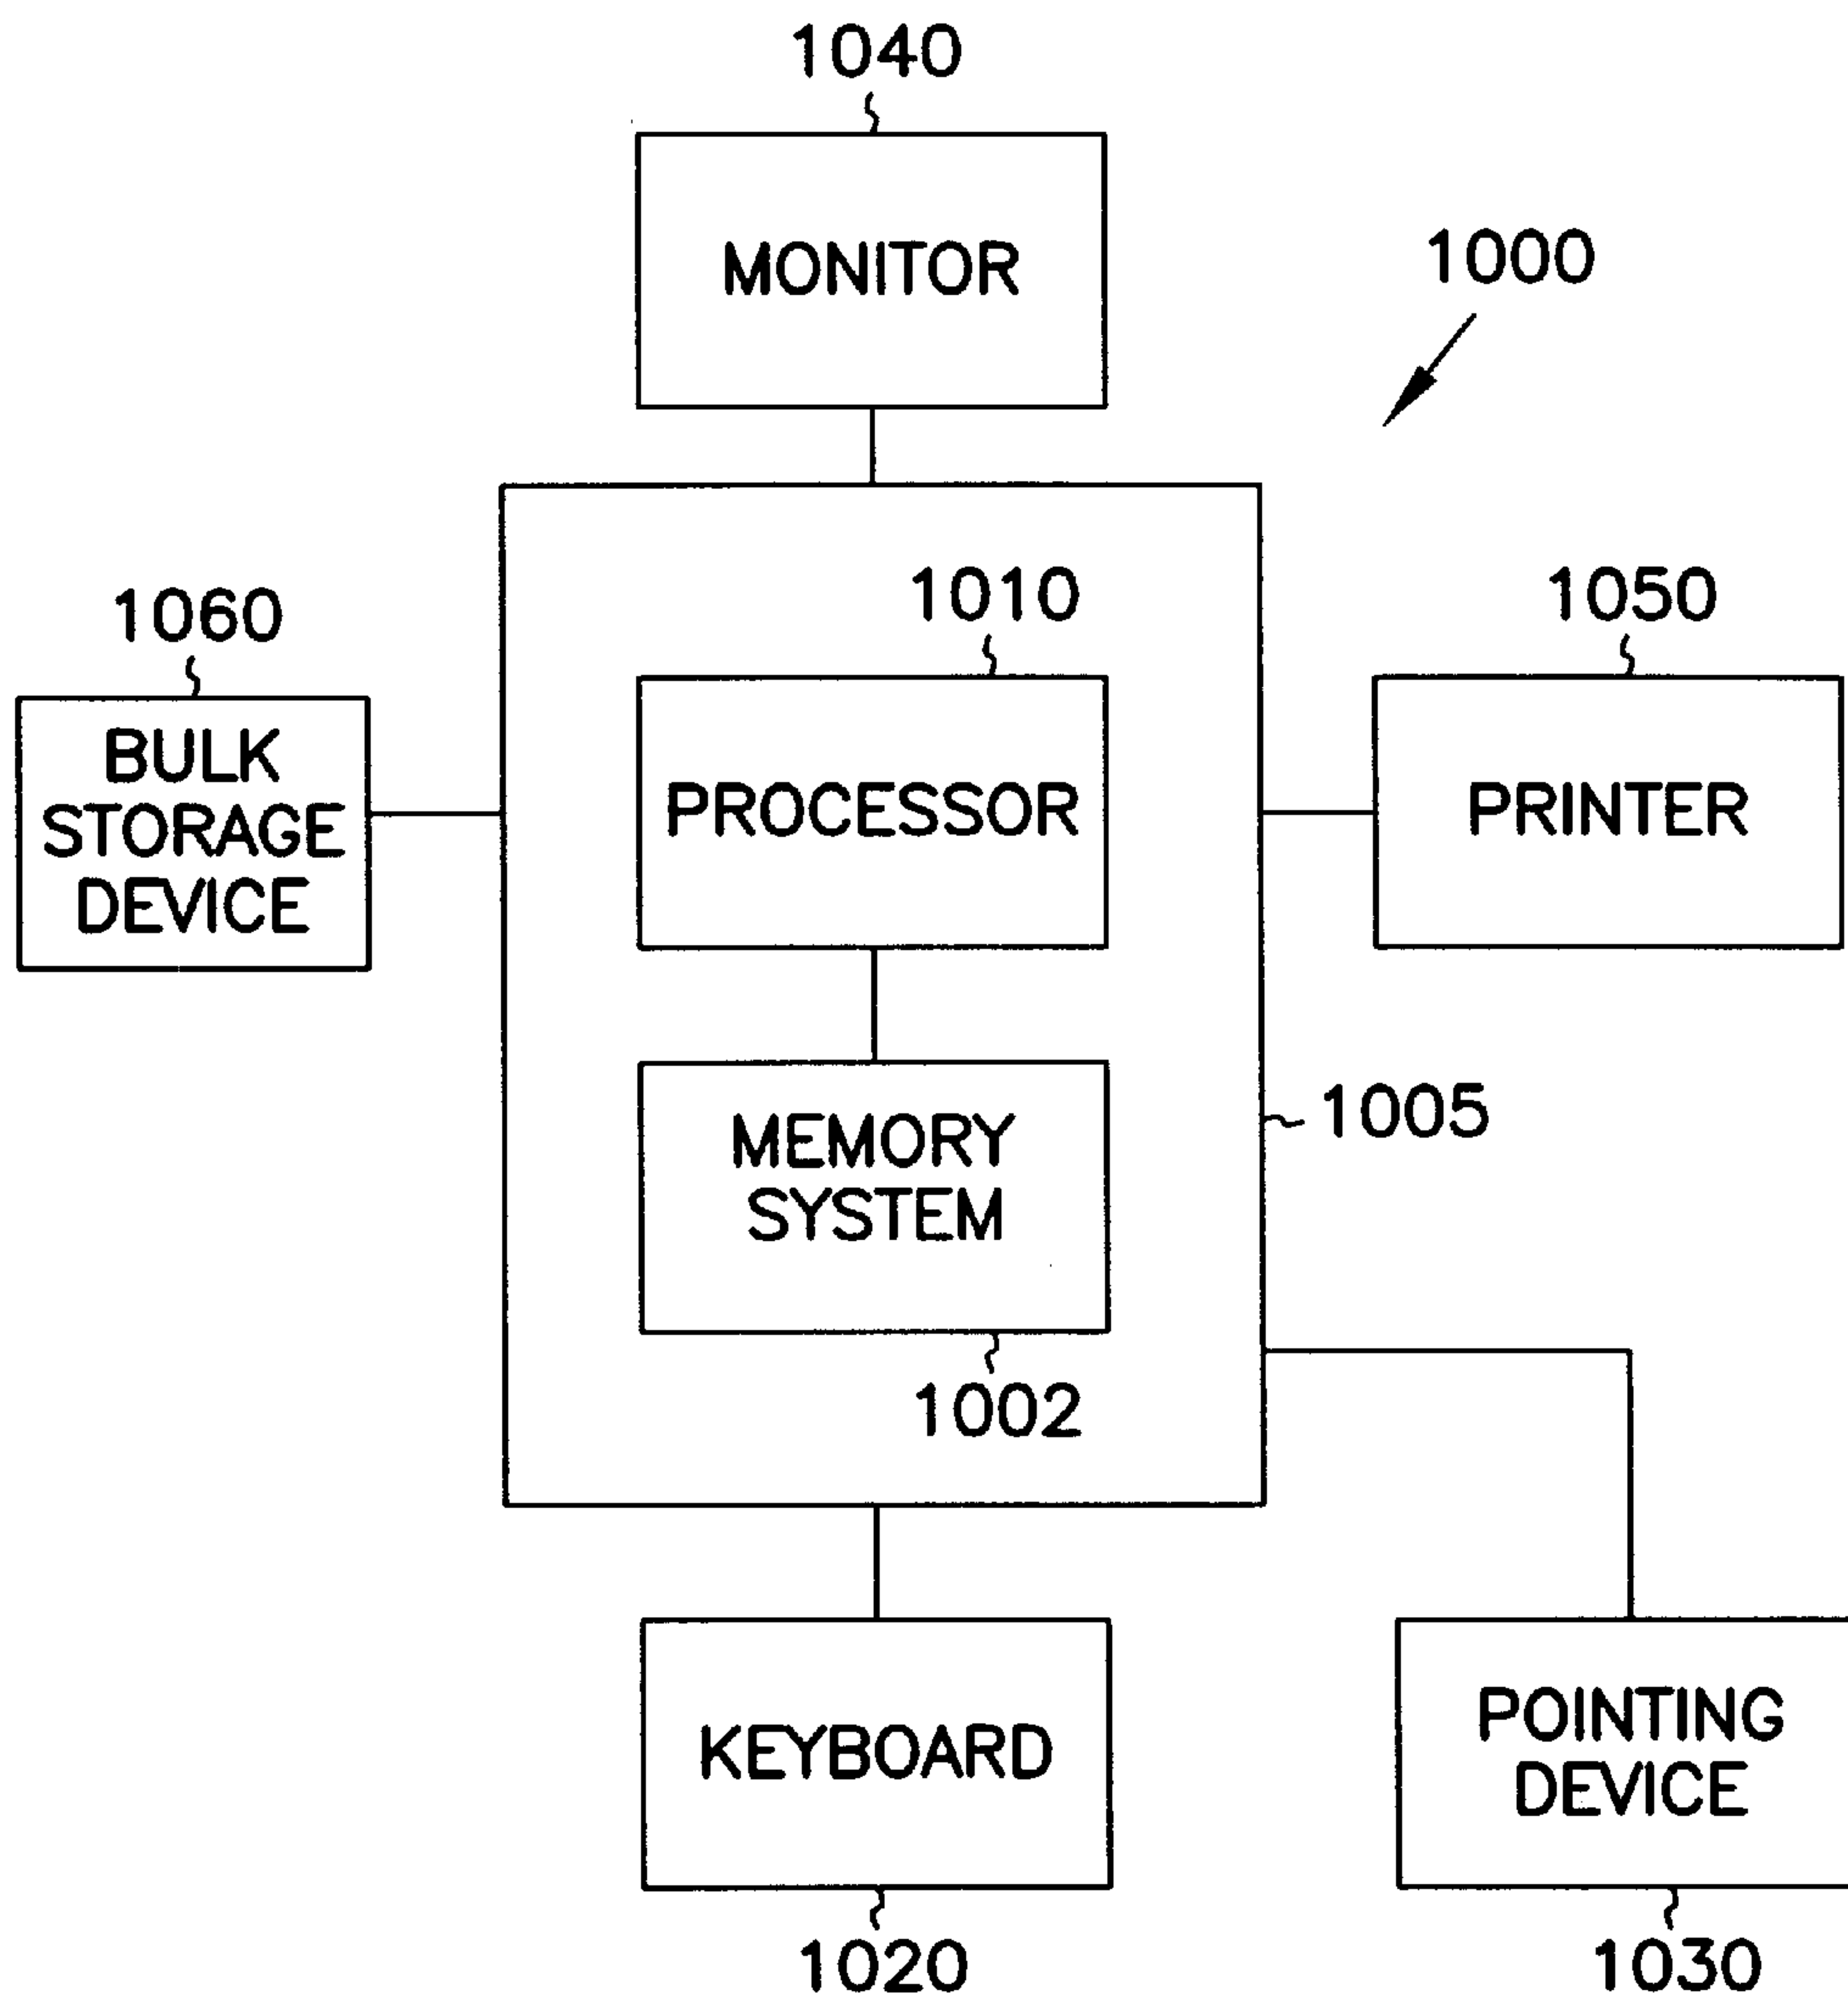 1040
MONITOR
1000
1010
1060
1050
BULK
STORAGE
DEVICE
PROCESSOR
PRINTER
MEMORY
SYSTEM
1005
1002
KEYBOARD
POINTING
DEVICE
1020
1030